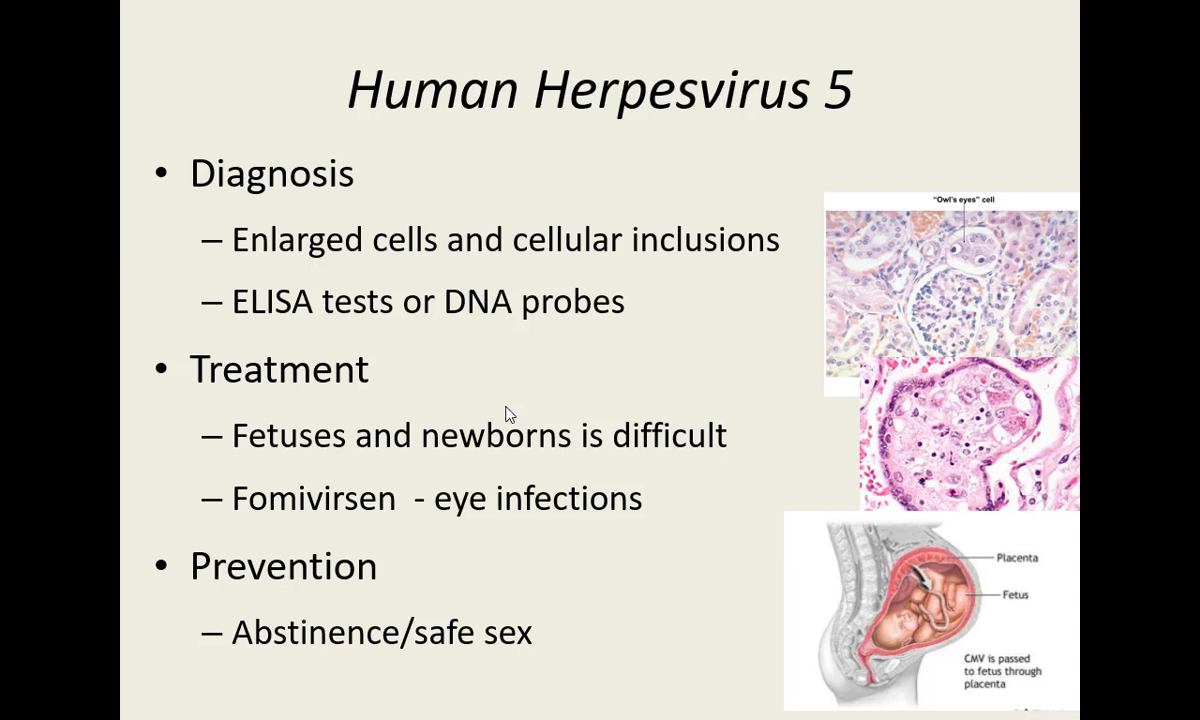 Human Herpesvirus 5
• Diagnosis
– Enlarged cells and cellular inclusions
– ELISA tests or DNA probes
• Treatment
– Fetuses and newborns is difficult
– Fomivirsen - eye infections
• Prevention
– Abstinence/safe sex
"Owl's eyes" cell
Placenta
Fetus
CMV is passed
to fetus through
placenta